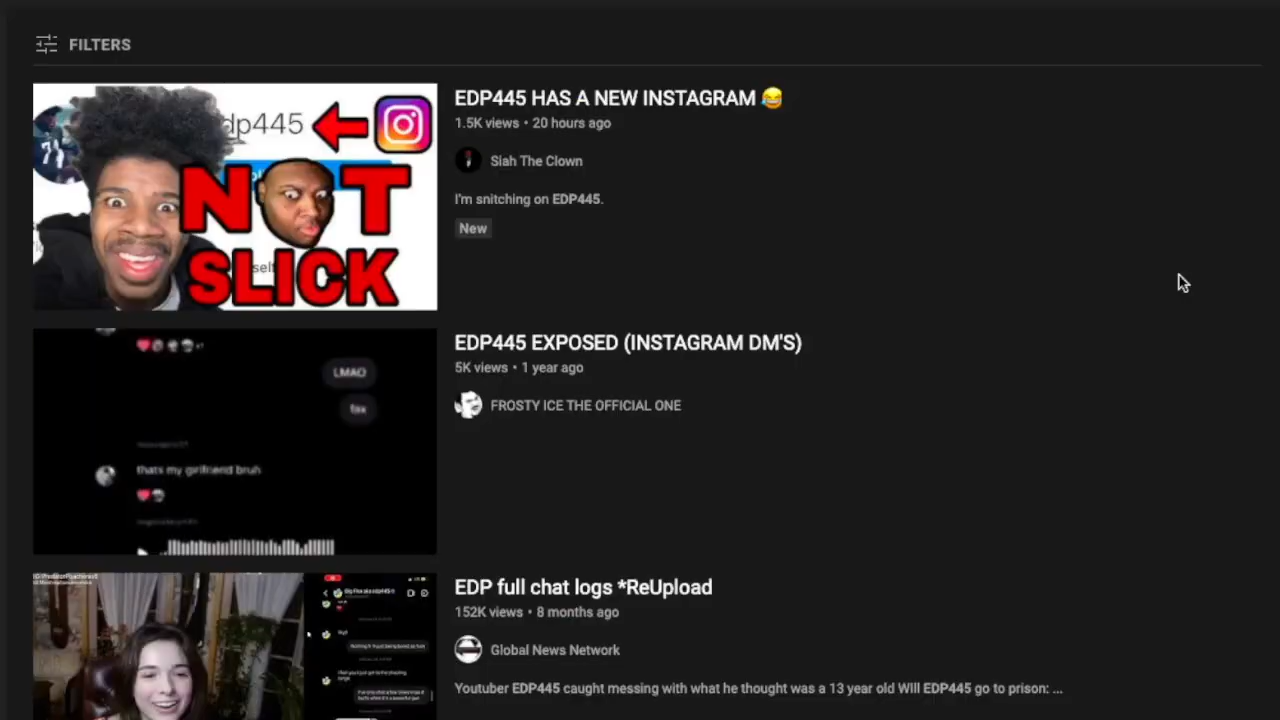 FILTERS
dp445
N T
SLICK
EDP445 HAS A NEW INSTAGRAM 😂
1.5K views • 20 hours ago
Siah The Clown
I'm snitching on EDP445.
New
LMAO
thats my girlfriend bruh
EDP445 EXPOSED (INSTAGRAM DM'S)
5K views • 1 year ago
FROSTY ICE THE OFFICIAL ONE
EDP full chat logs *ReUpload
152K views • 8 months ago
Global News Network
Youtuber EDP445 caught messing with what he thought was a 13 year old Will EDP445 go to prison: ...